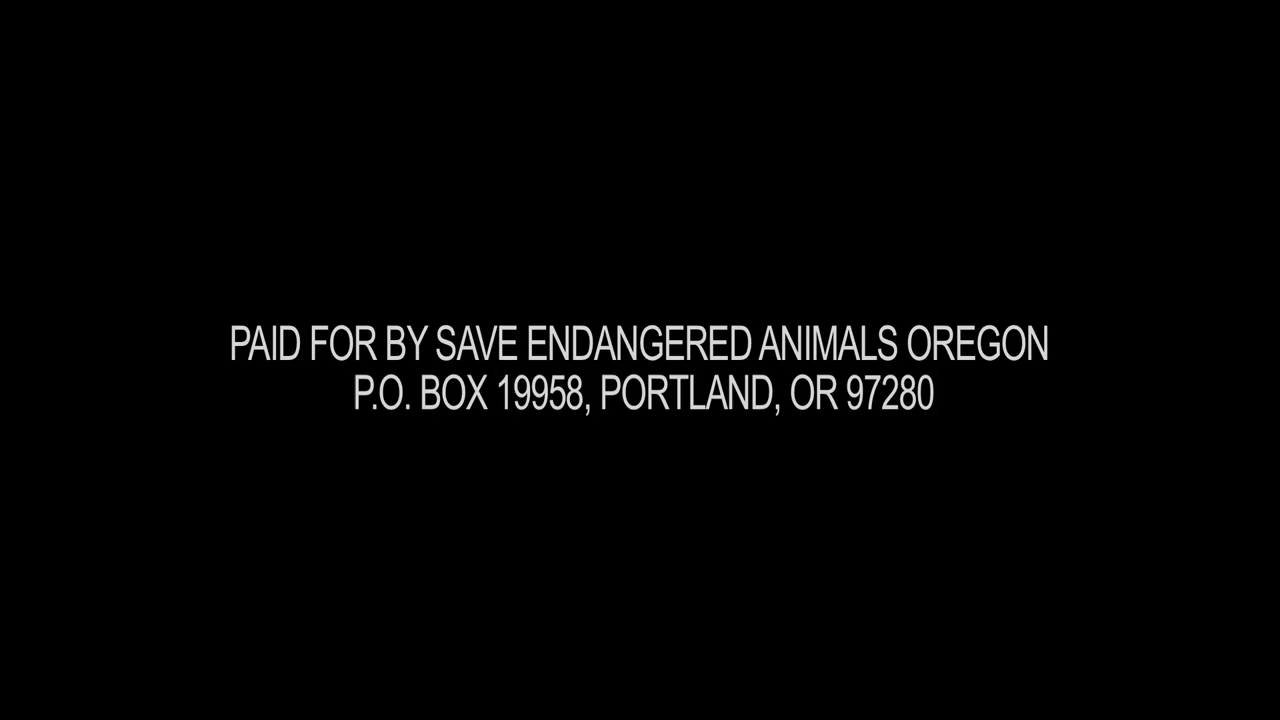 PAID FOR BY SAVE ENDANGERED ANIMALS OREGON
P.O. BOX 19958, PORTLAND, OR 97280